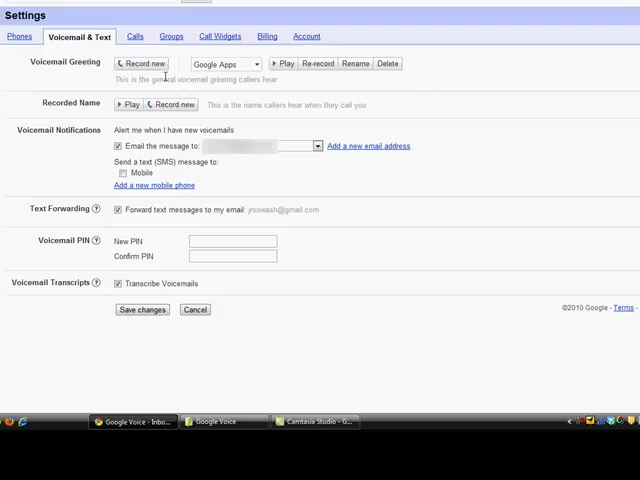 Settings
Phones Voicemail & Text Calls Groups Call Widgets Billing Account
Voicemail Greeting Record new Google Apps Play Re-record Rename Delete
This is the general voicemail greeting callers hear
Recorded Name Play Record new This is the name callers hear when they call you
Voicemail Notifications Alert me when I have new voicemails
Email the message to: Add a new email address
Send a text (SMS) message to:
Mobile
Add a new mobile phone
Text Forwarding ? Forward text messages to my email: jrsowash@gmail.com
Voicemail PIN ? New PIN
Confirm PIN
Voicemail Transcripts ? Transcribe Voicemails
Save changes Cancel ©2010 Google - Terms -
Google Voice - Inbo... Google Voice Camtasia Studio - G...